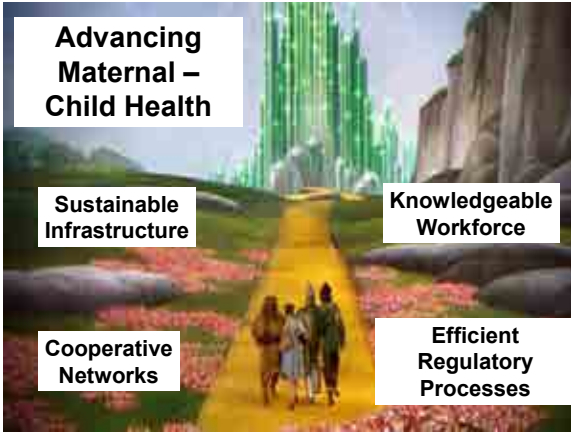 Advancing
Maternal –
Child Health
Sustainable
Infrastructure
Knowledgeable
Workforce
Cooperative
Networks
Efficient
Regulatory
Processes